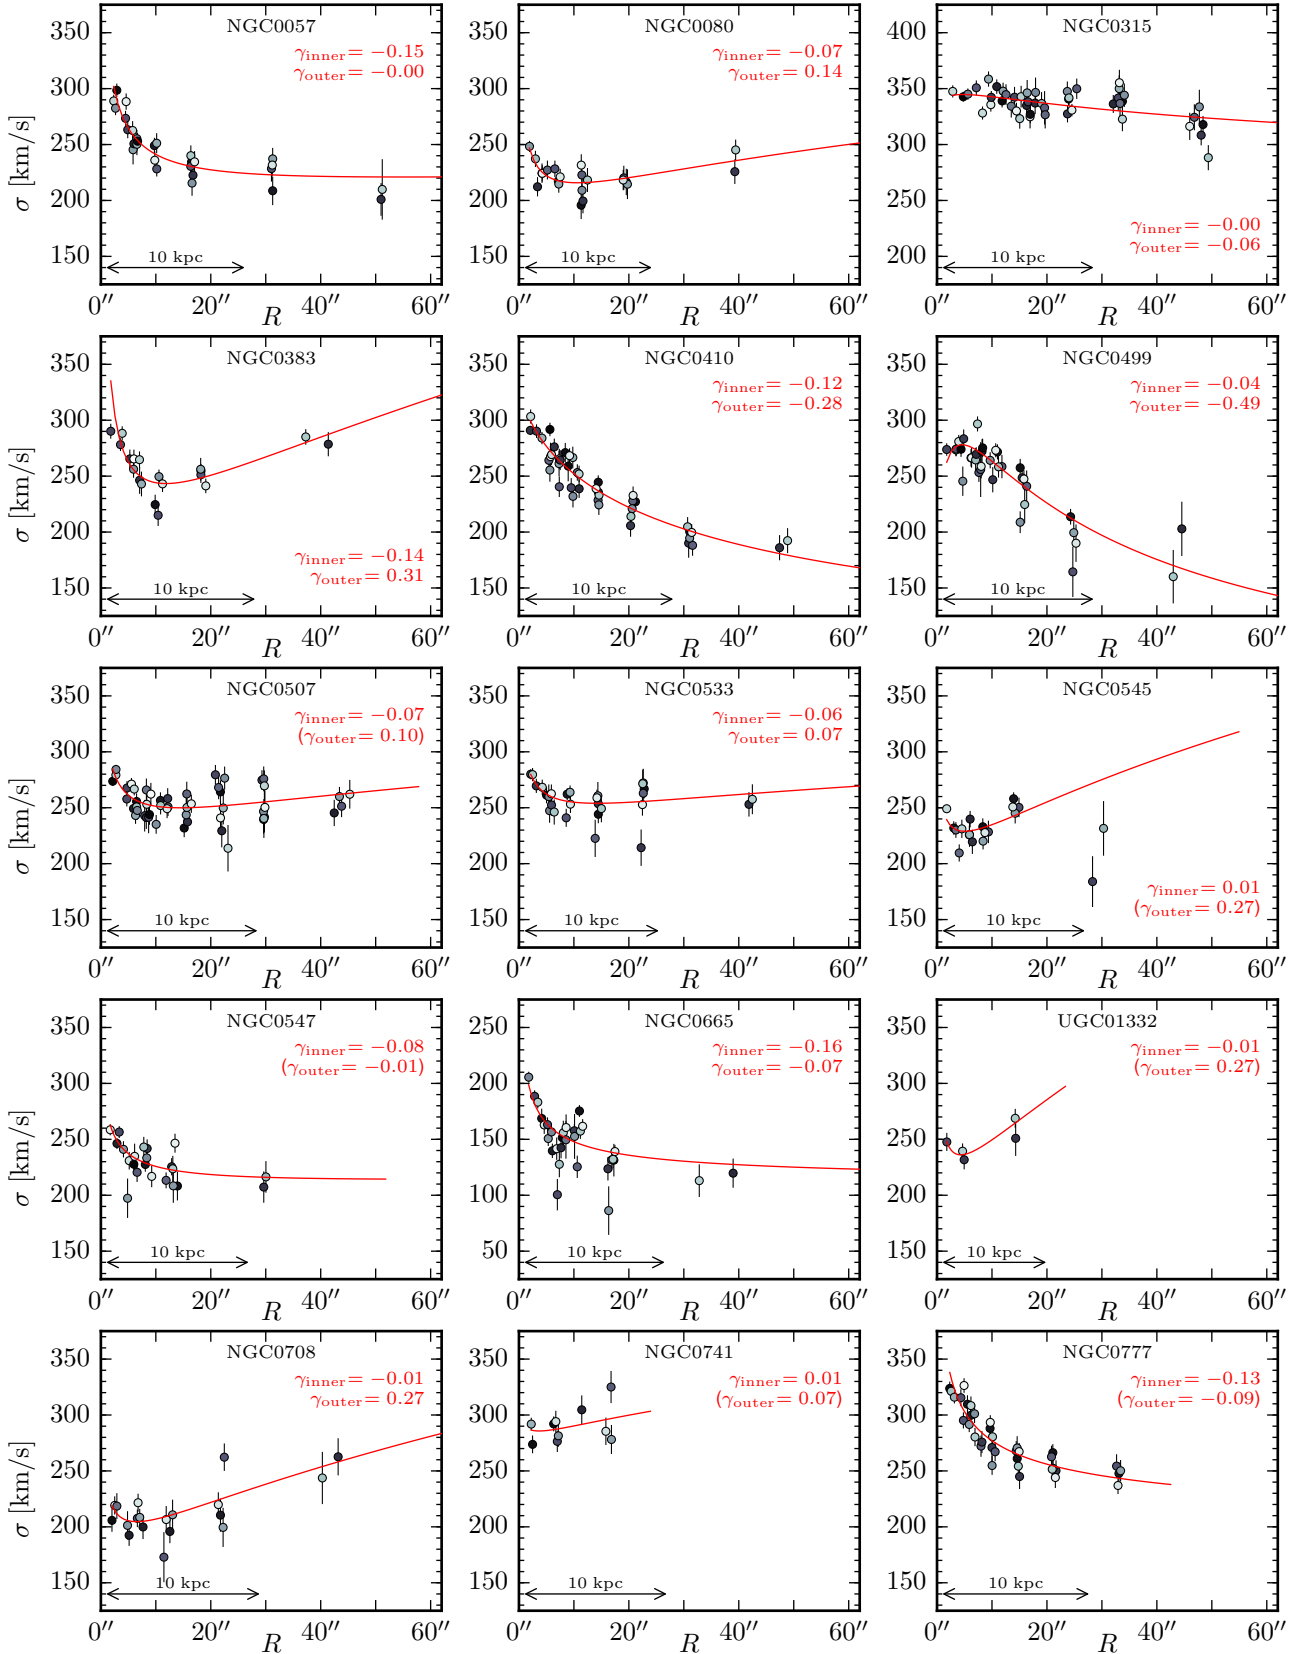 NGC0057
γinner= −0.15
γouter= −0.00
10 kpc
350
300
250
200
150
σ [km/s]
0″ 20″ R 40″ 60″
NGC0080
γinner= −0.07
γouter= 0.14
10 kpc
350
300
250
200
150
0″ 20″ R 40″ 60″
NGC0315
γinner= −0.00
γouter= −0.06
10 kpc
400
350
300
250
200
0″ 20″ R 40″ 60″
NGC0383
γinner= −0.14
γouter= 0.31
10 kpc
350
300
250
200
150
σ [km/s]
0″ 20″ R 40″ 60″
NGC0410
γinner= −0.12
γouter= −0.28
10 kpc
350
300
250
200
150
0″ 20″ R 40″ 60″
NGC0499
γinner= −0.04
γouter= −0.49
10 kpc
350
300
250
200
150
0″ 20″ R 40″ 60″
NGC0507
γinner= −0.07
(γouter= 0.10)
10 kpc
350
300
250
200
150
σ [km/s]
0″ 20″ R 40″ 60″
NGC0533
γinner= −0.06
γouter= 0.07
10 kpc
350
300
250
200
150
0″ 20″ R 40″ 60″
NGC0545
γinner= 0.01
(γouter= 0.27)
10 kpc
350
300
250
200
150
0″ 20″ R 40″ 60″
NGC0547
γinner= −0.08
(γouter= −0.01)
10 kpc
350
300
250
200
150
σ [km/s]
0″ 20″ R 40″ 60″
NGC0665
γinner= −0.16
γouter= −0.07
10 kpc
250
200
150
100
50
0″ 20″ R 40″ 60″
UGC01332
γinner= −0.01
(γouter= 0.27)
10 kpc
350
300
250
200
150
0″ 20″ R 40″ 60″
NGC0708
γinner= −0.01
γouter= 0.27
10 kpc
350
300
250
200
150
σ [km/s]
0″ 20″ R 40″ 60″
NGC0741
γinner= 0.01
(γouter= 0.07)
10 kpc
350
300
250
200
150
0″ 20″ R 40″ 60″
NGC0777
γinner= −0.13
(γouter= −0.09)
10 kpc
350
300
250
200
150
0″ 20″ R 40″ 60″